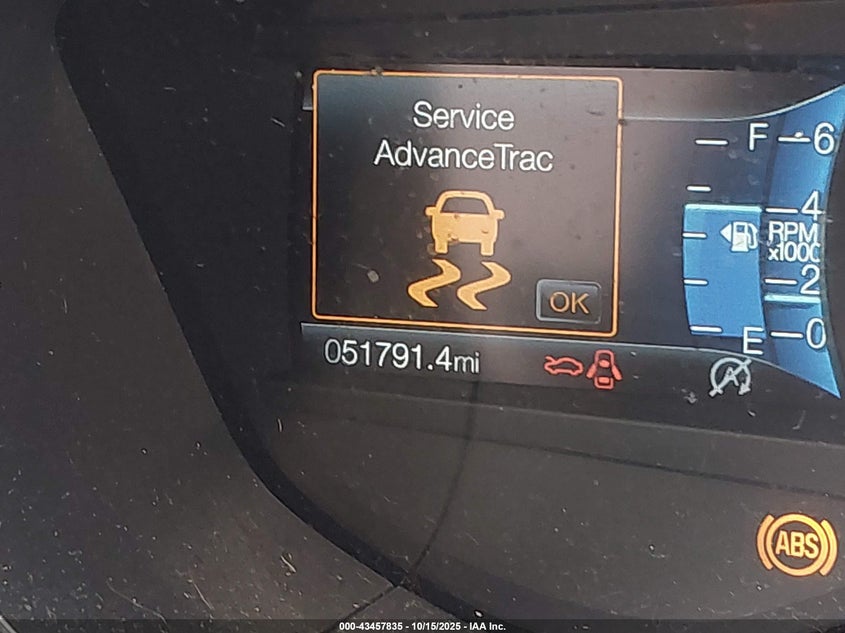 Service
AdvanceTrac
OK
F
6
4
RPM
x1000
2
E
0
051791.4mi
A
ABS
000-43457835 - 10/15/2025 - IAA Inc.